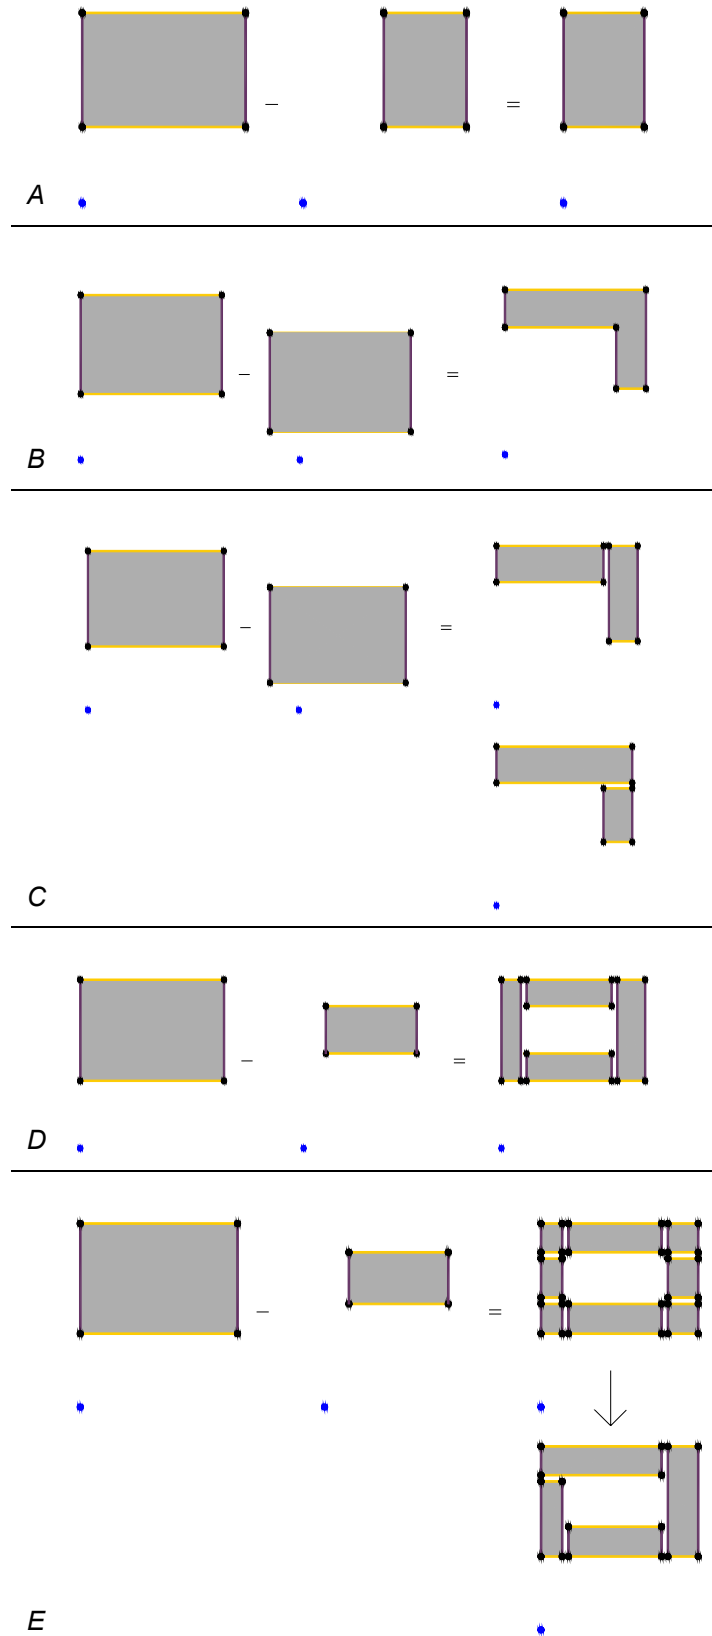 − =
A
− =
B
− =
C
− =
D
− =
E